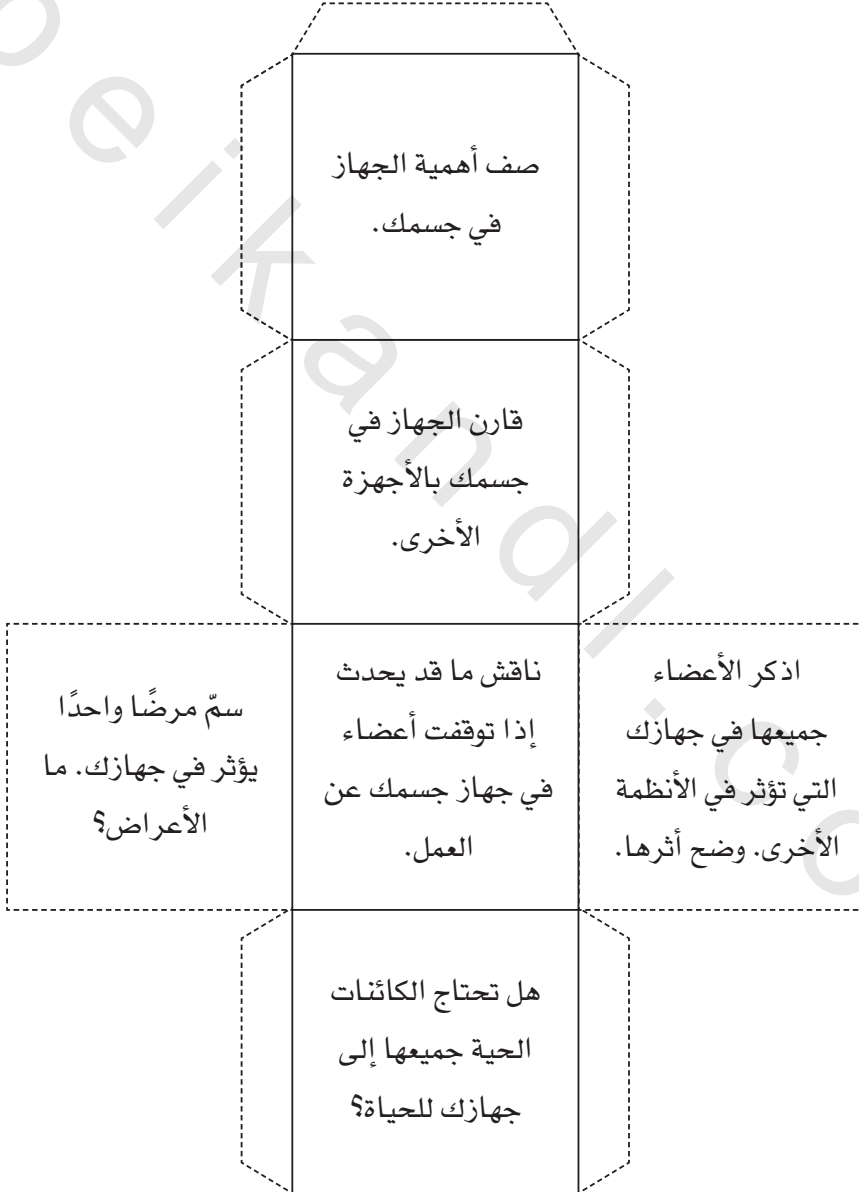 صف أهمية الجهاز
في جسمك.
قارن الجهاز في
جسمك بالأجهزة
الأخرى.
اذكر الأعضاء
جميعها في جهازك
التي تؤثر في الأنظمة
الأخرى. وضح أثرها.
ناقش ما قد يحدث
إذا توقفت أعضاء
في جهاز جسمك عن
العمل.
سمّ مرضًا واحدًا
يؤثر في جهازك. ما
الأعراض؟
هل تحتاج الكائنات
الحية جميعها إلى
جهازك للحياة؟
beikandl.co